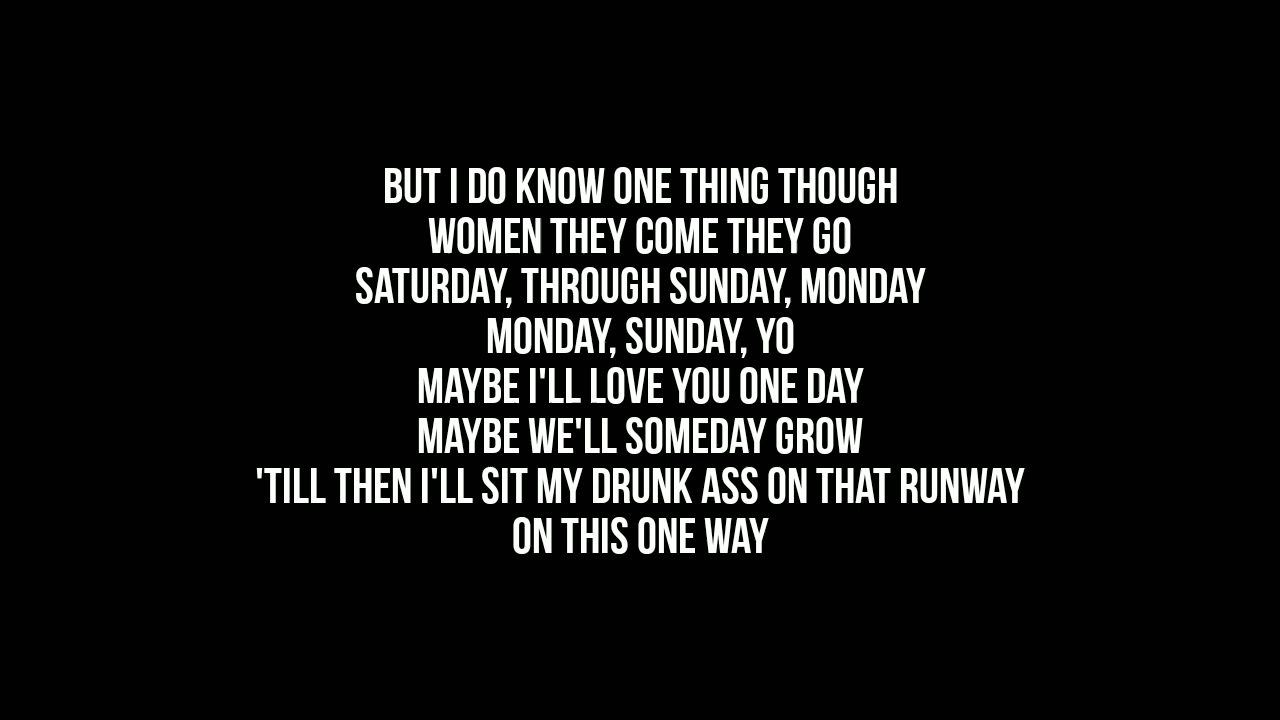 BUT I DO KNOW ONE THING THOUGH
WOMEN THEY COME THEY GO
SATURDAY, THROUGH SUNDAY, MONDAY
MONDAY, SUNDAY, YO
MAYBE I'LL LOVE YOU ONE DAY
MAYBE WE'LL SOMEDAY GROW
'TILL THEN I'LL SIT MY DRUNK ASS ON THAT RUNWAY
ON THIS ONE WAY